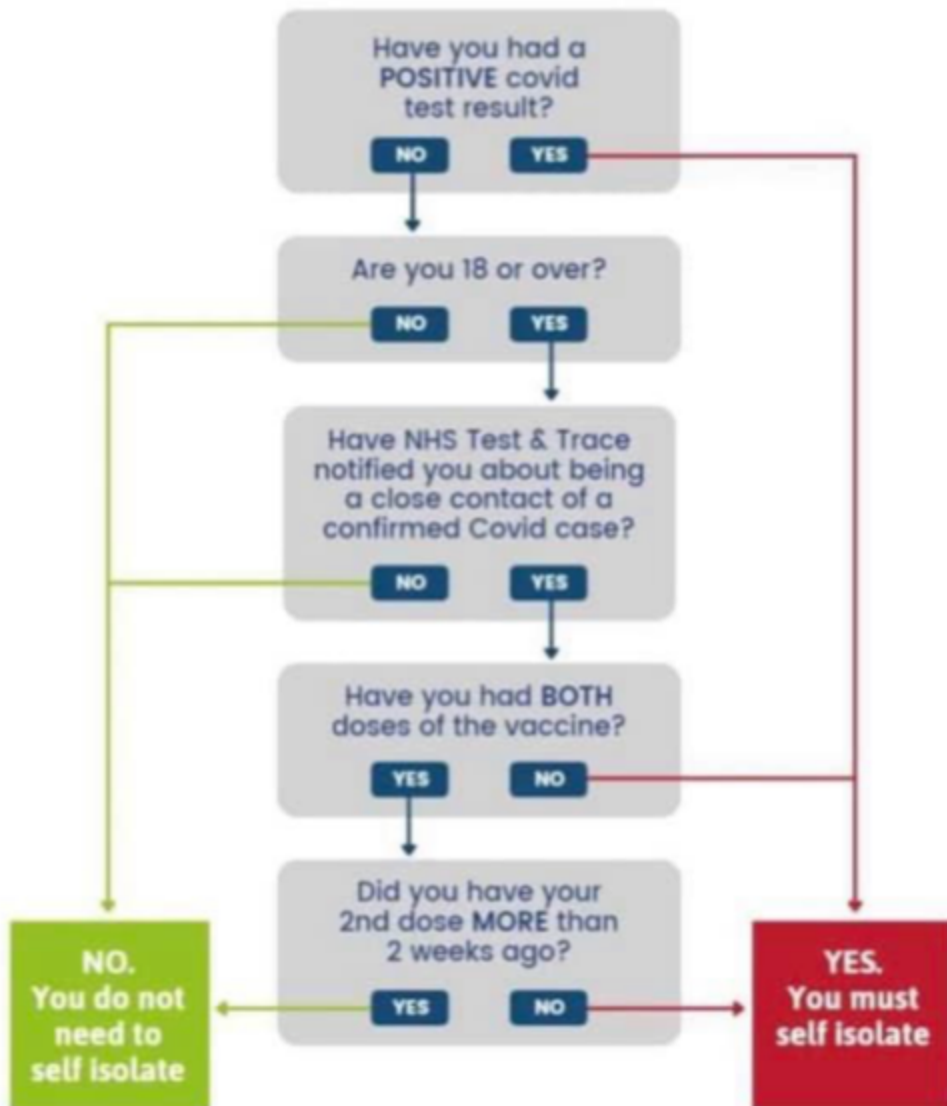 Have you had a
POSITIVE covid
test result?
NO YES
Are you 18 or over?
NO YES
Have NHS Test & Trace
notified you about being
a close contact of a
confirmed Covid case?
NO YES
Have you had BOTH
doses of the vaccine?
YES NO
Did you have your
2nd dose MORE than
2 weeks ago?
YES NO
NO.
You do not
need to
self isolate
YES.
You must
self isolate